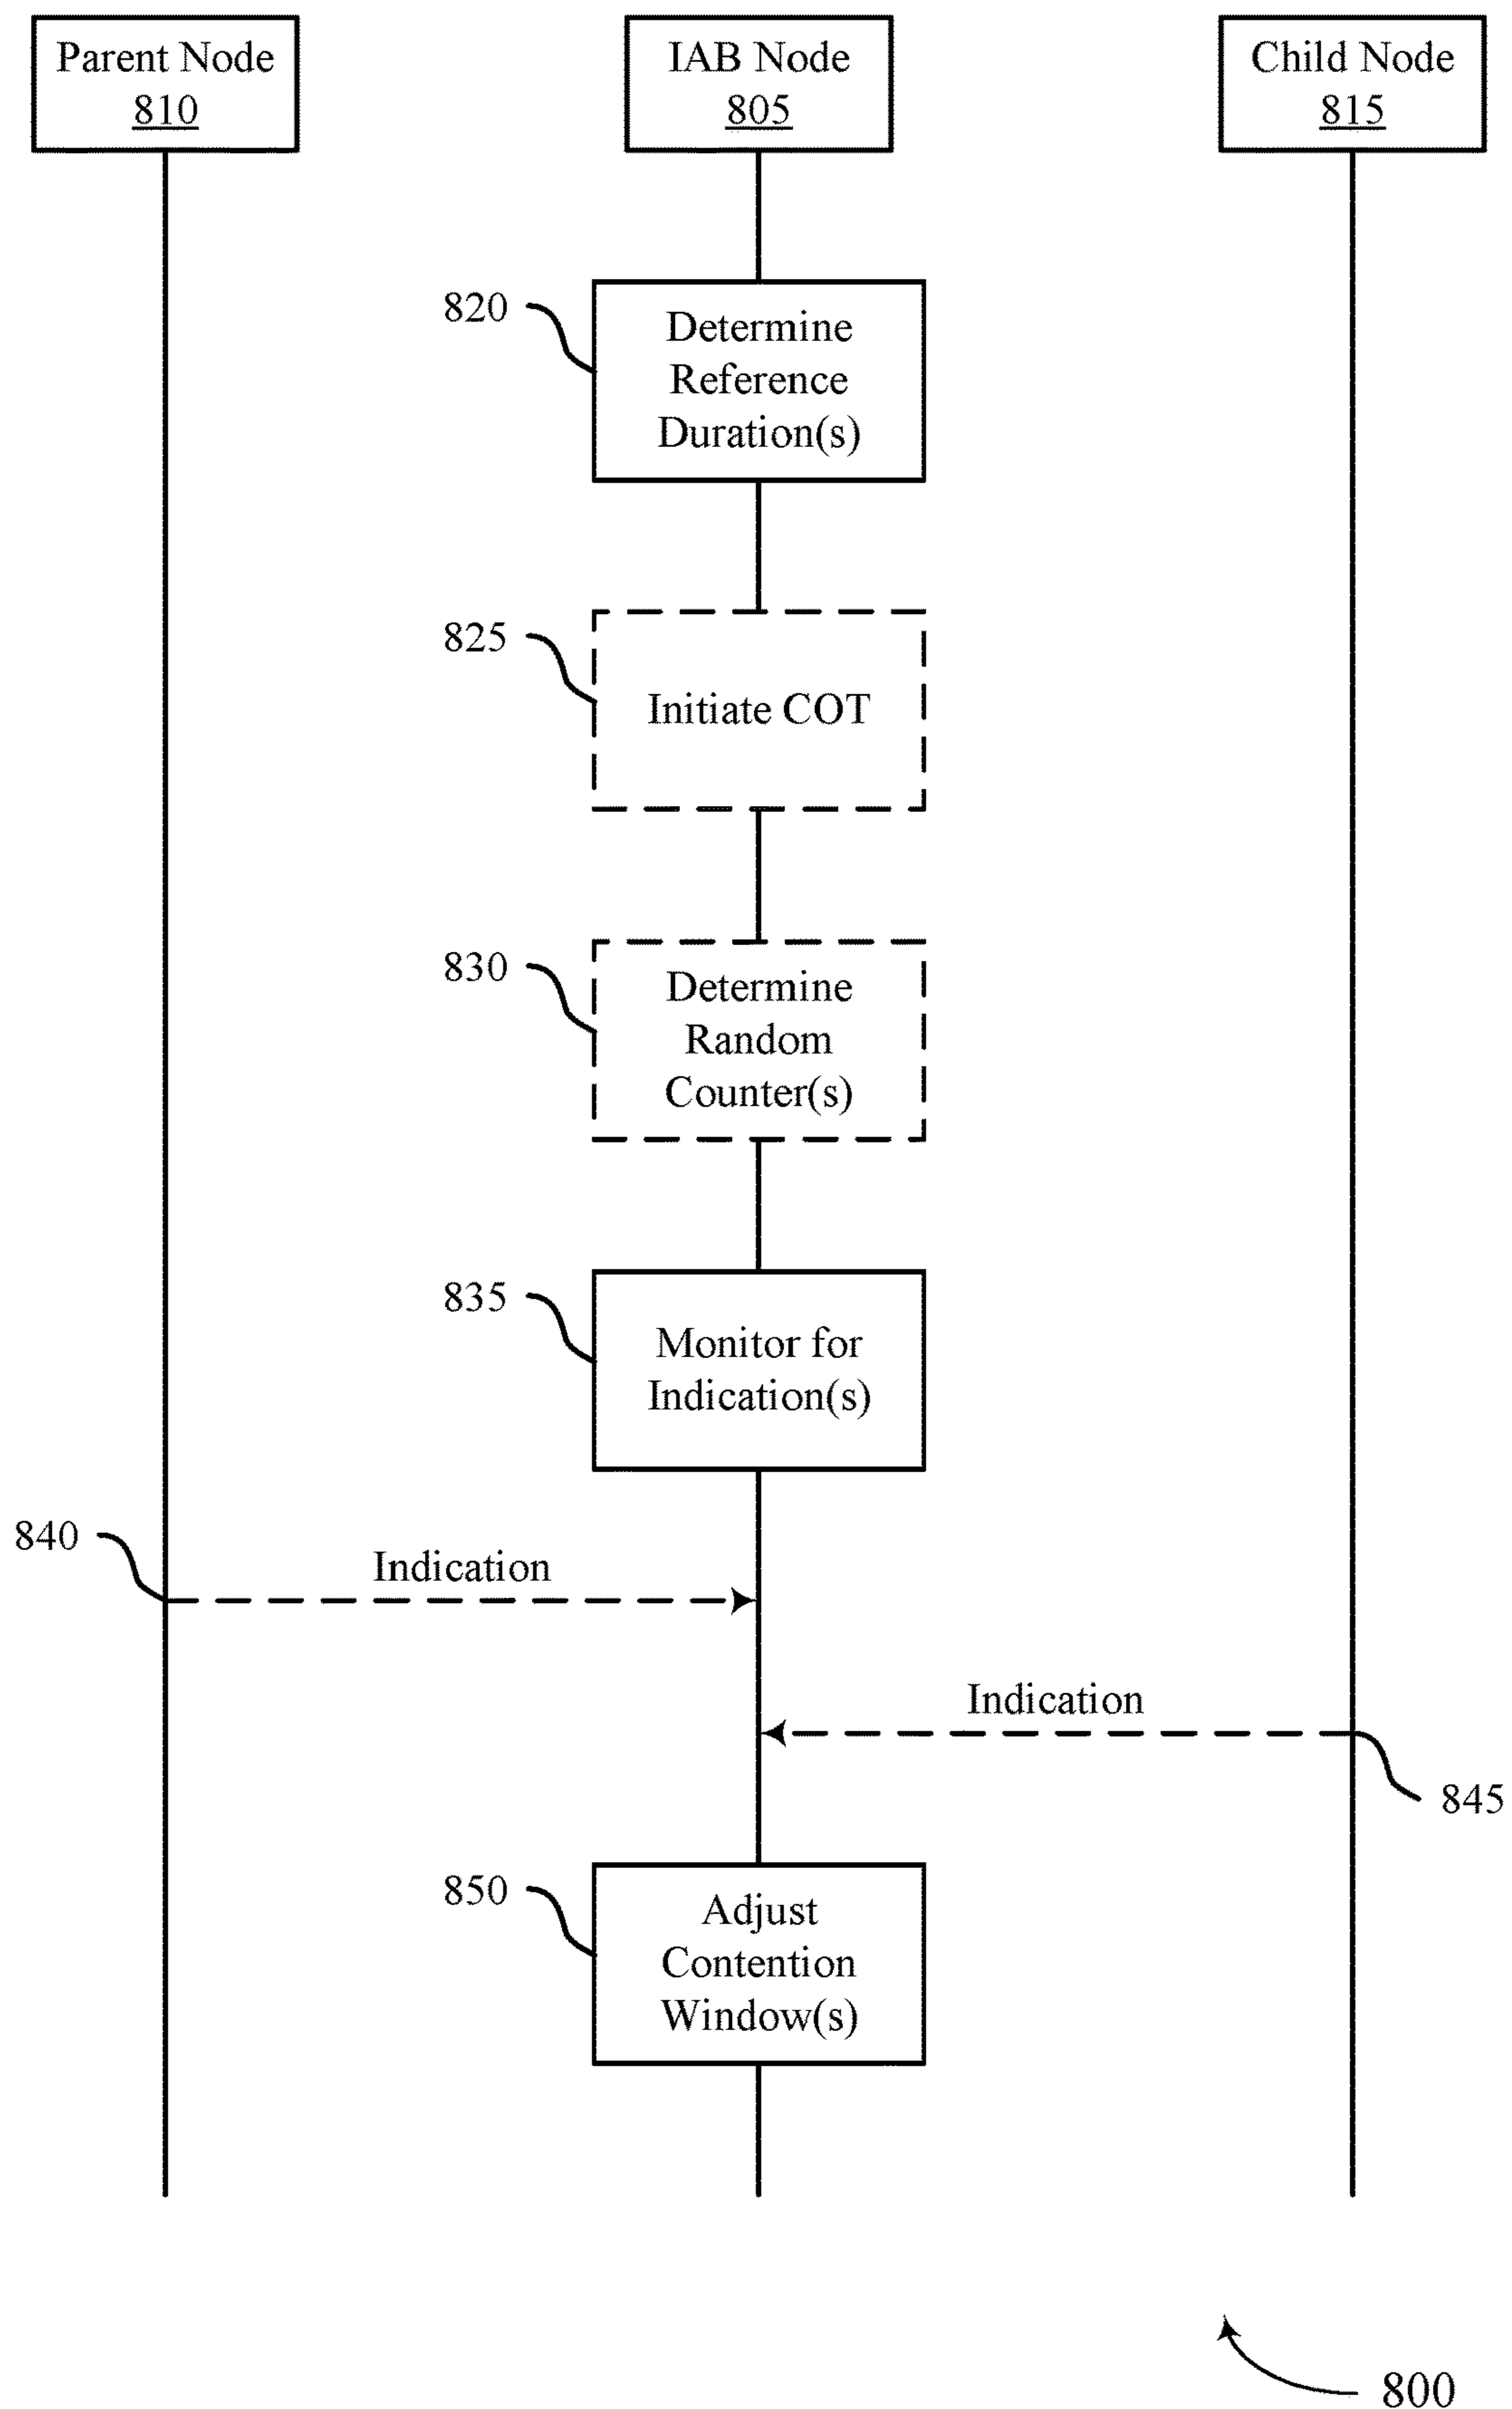 Parent Node
810
IAB Node
805
Child Node
815
820
Determine
Reference
Duration(s)
825
Initiate COT
830
Determine
Random
Counter(s)
835
Monitor for
Indication(s)
840
Indication
Indication
845
850
Adjust
Contention
Window(s)
800